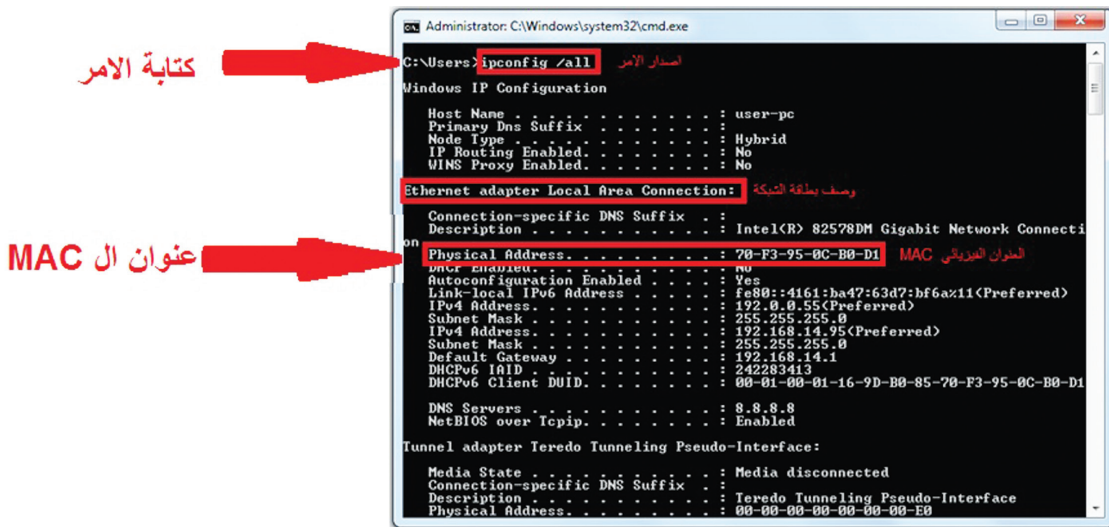 Administrator: C:\Windows\system32\cmd.exe
كتابة الامر
C:\Users>ipconfig /all اصدار الامر
Windows IP Configuration
Host Name . . . . . . . . . . . . : user-pc
Primary Dns Suffix . . . . . . . :
Node Type . . . . . . . . . . . . : Hybrid
IP Routing Enabled. . . . . . . . : No
WINS Proxy Enabled. . . . . . . . : No
Ethernet adapter Local Area Connection: وصف بطاقة الشبكة
Connection-specific DNS Suffix . :
Description . . . . . . . . . . . : Intel(R) 82578DM Gigabit Network Connecti
on
عنوان ال MAC
Physical Address. . . . . . . . . : 70-F3-95-0C-B0-D1 العنوان الفيزيائي MAC
DHCP Enabled. . . . . . . . . . . : No
Autoconfiguration Enabled . . . . : Yes
Link-local IPv6 Address . . . . . : fe80::4161:ba47:63d7:bf6a%11(Preferred)
IPv4 Address. . . . . . . . . . . : 192.0.0.55(Preferred)
Subnet Mask . . . . . . . . . . . : 255.255.255.0
IPv4 Address. . . . . . . . . . . : 192.168.14.95(Preferred)
Subnet Mask . . . . . . . . . . . : 255.255.255.0
Default Gateway . . . . . . . . . : 192.168.14.1
DHCPv6 IAID . . . . . . . . . . . : 242283413
DHCPv6 Client DUID. . . . . . . . : 00-01-00-01-16-9D-B0-85-70-F3-95-0C-B0-D1
DNS Servers . . . . . . . . . . . : 8.8.8.8
NetBIOS over Tcpip. . . . . . . . : Enabled
Tunnel adapter Teredo Tunneling Pseudo-Interface:
Media State . . . . . . . . . . . : Media disconnected
Connection-specific DNS Suffix . :
Description . . . . . . . . . . . : Teredo Tunneling Pseudo-Interface
Physical Address. . . . . . . . . : 00-00-00-00-00-00-00-E0